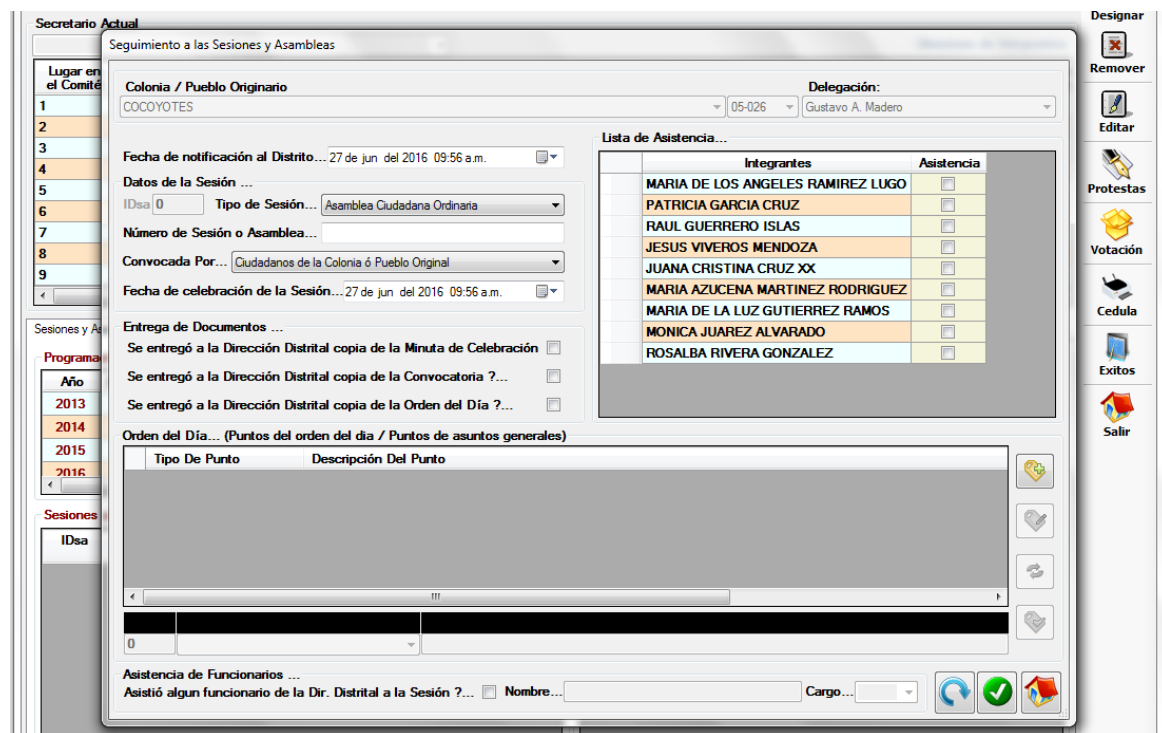 Secretario Actual
Designar
Seguimiento a las Sesiones y Asambleas
Remover
Lugar en
el Comité
1
2
3
4
5
6
7
8
9
Colonia / Pueblo Originario
Delegación:
COCOYOTES
05-026
Gustavo A. Madero
Editar
Protestas
Votación
Cedula
Exitos
Salir
Fecha de notificación al Distrito... 27 de jun del 2016 09:56 a.m.
Datos de la Sesión ...
IDsa 0 Tipo de Sesión... Asamblea Ciudadana Ordinaria
Número de Sesión o Asamblea...
Convocada Por... Ciudadanos de la Colonia ó Pueblo Original
Fecha de celebración de la Sesión... 27 de jun del 2016 09:56 a.m.
Lista de Asistencia...
Integrantes Asistencia
MARIA DE LOS ANGELES RAMIREZ LUGO
PATRICIA GARCIA CRUZ
RAUL GUERRERO ISLAS
JESUS VIVEROS MENDOZA
JUANA CRISTINA CRUZ XX
MARIA AZUCENA MARTINEZ RODRIGUEZ
MARIA DE LA LUZ GUTIERREZ RAMOS
MONICA JUAREZ ALVARADO
ROSALBA RIVERA GONZALEZ
Entrega de Documentos ...
Se entregó a la Dirección Distrital copia de la Minuta de Celebración
Se entregó a la Dirección Distrital copia de la Convocatoria ?...
Se entregó a la Dirección Distrital copia de la Orden del Día ?...
Sesiones y As
Programa
Año
2013
2014
2015
2016
Sesiones
IDsa
Orden del Día... (Puntos del orden del dia / Puntos de asuntos generales)
Tipo De Punto Descripción Del Punto
0
Asistencia de Funcionarios ...
Asistió algun funcionario de la Dir. Distrital a la Sesión ?... Nombre... Cargo...